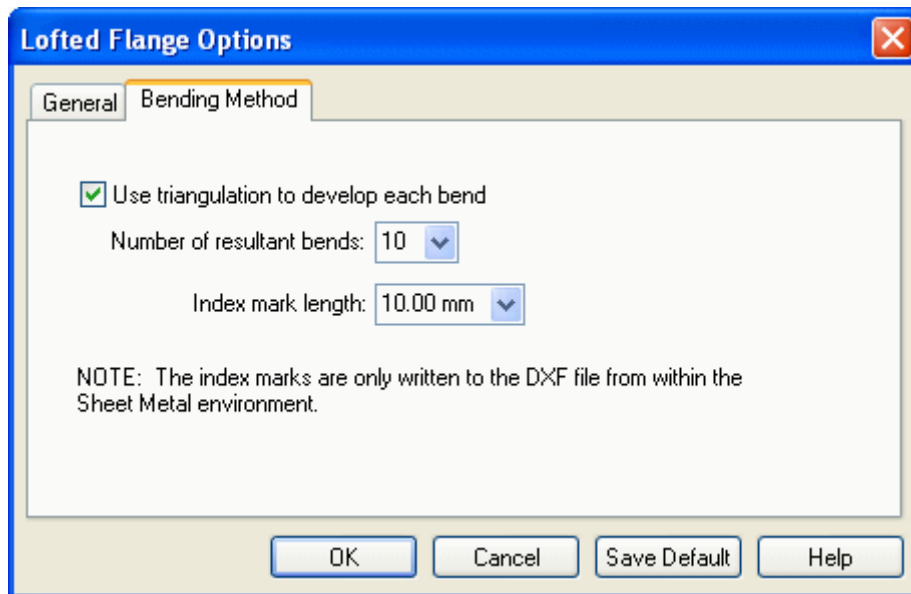 Lofted Flange Options
General Bending Method
Use triangulation to develop each bend
Number of resultant bends: 10
Index mark length: 10.00 mm
NOTE: The index marks are only written to the DXF file from within the
Sheet Metal environment.
OK Cancel Save Default Help